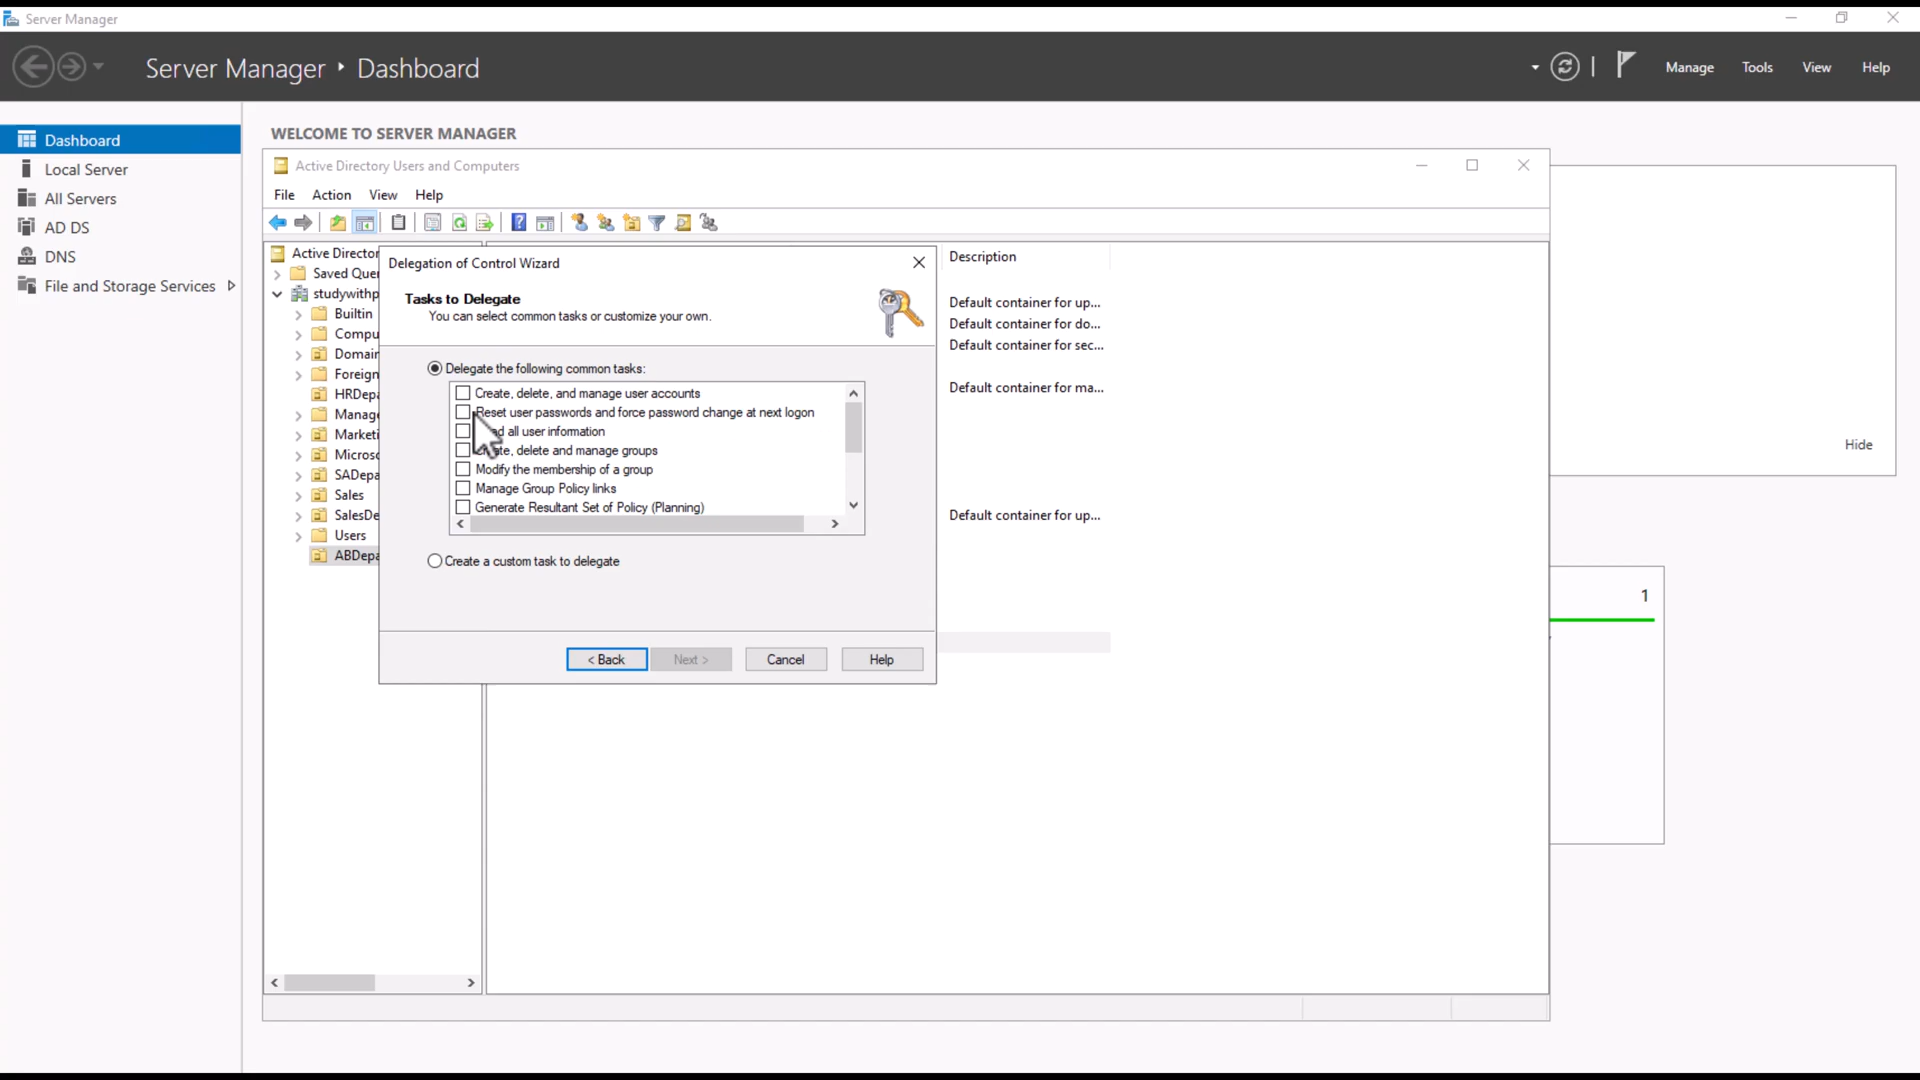 Server Manager
Server Manager ‣ Dashboard
Manage Tools View Help
Dashboard
Local Server
All Servers
AD DS
DNS
File and Storage Services
WELCOME TO SERVER MANAGER
Active Directory Users and Computers
File Action View Help
Active Director
Saved Quer
studywithp
Builtin
Compu
Domain
Foreign
HRDepa
Manage
Marketi
Microso
SADepa
Sales
SalesDe
Users
ABDepa
Delegation of Control Wizard
Tasks to Delegate
You can select common tasks or customize your own.
Delegate the following common tasks:
Create, delete, and manage user accounts
Reset user passwords and force password change at next logon
all user information
delete and manage groups
Modify the membership of a group
Manage Group Policy links
Generate Resultant Set of Policy (Planning)
Create a custom task to delegate
< Back Next > Cancel Help
Description
Default container for up...
Default container for do...
Default container for sec...
Default container for ma...
Default container for up...
Hide
1